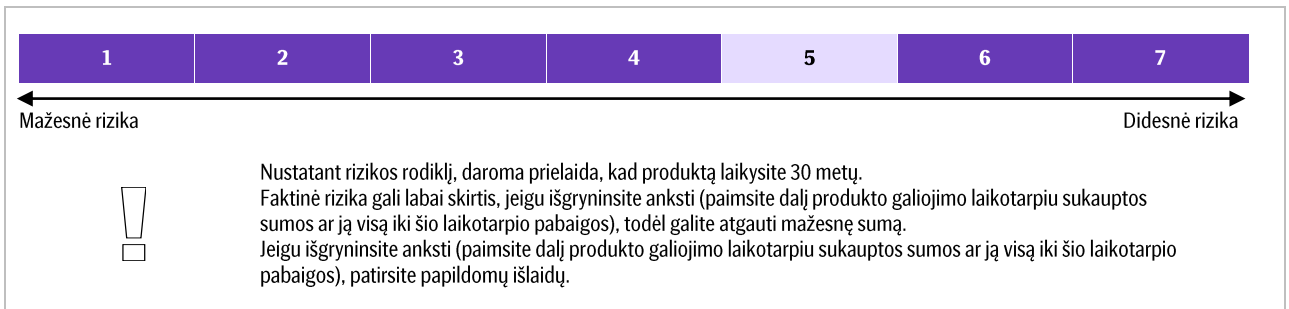 1 2 3 4 5 6 7
Mažesnė rizika Didesnė rizika
Nustatant rizikos rodiklį, daroma prielaida, kad produktą laikysite 30 metų.
Faktinė rizika gali labai skirtis, jeigu išgryninsite anksti (paimsite dalį produkto galiojimo laikotarpiu sukauptos
sumos ar ją visą iki šio laikotarpio pabaigos), todėl galite atgauti mažesnę sumą.
Jeigu išgryninsite anksti (paimsite dalį produkto galiojimo laikotarpiu sukauptos sumos ar ją visą iki šio laikotarpio
pabaigos), patirsite papildomų išlaidų.